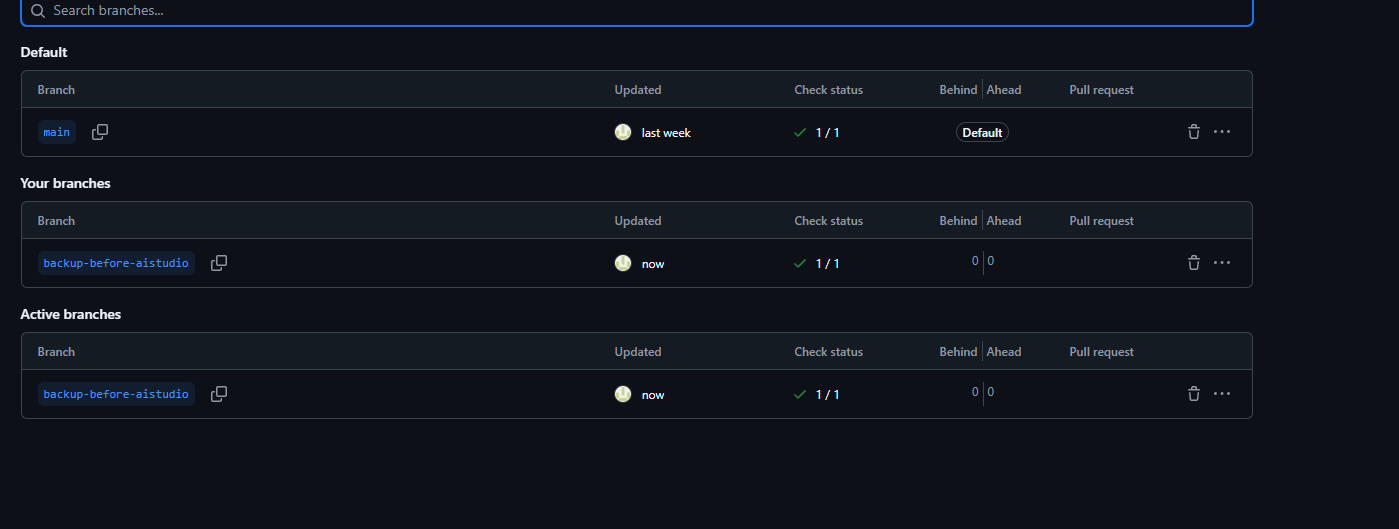 Search branches...
Default
Branch Updated Check status Behind Ahead Pull request
main last week 1 / 1 Default
Your branches
Branch Updated Check status Behind Ahead Pull request
backup-before-aistudio now 1 / 1 0 0
Active branches
Branch Updated Check status Behind Ahead Pull request
backup-before-aistudio now 1 / 1 0 0